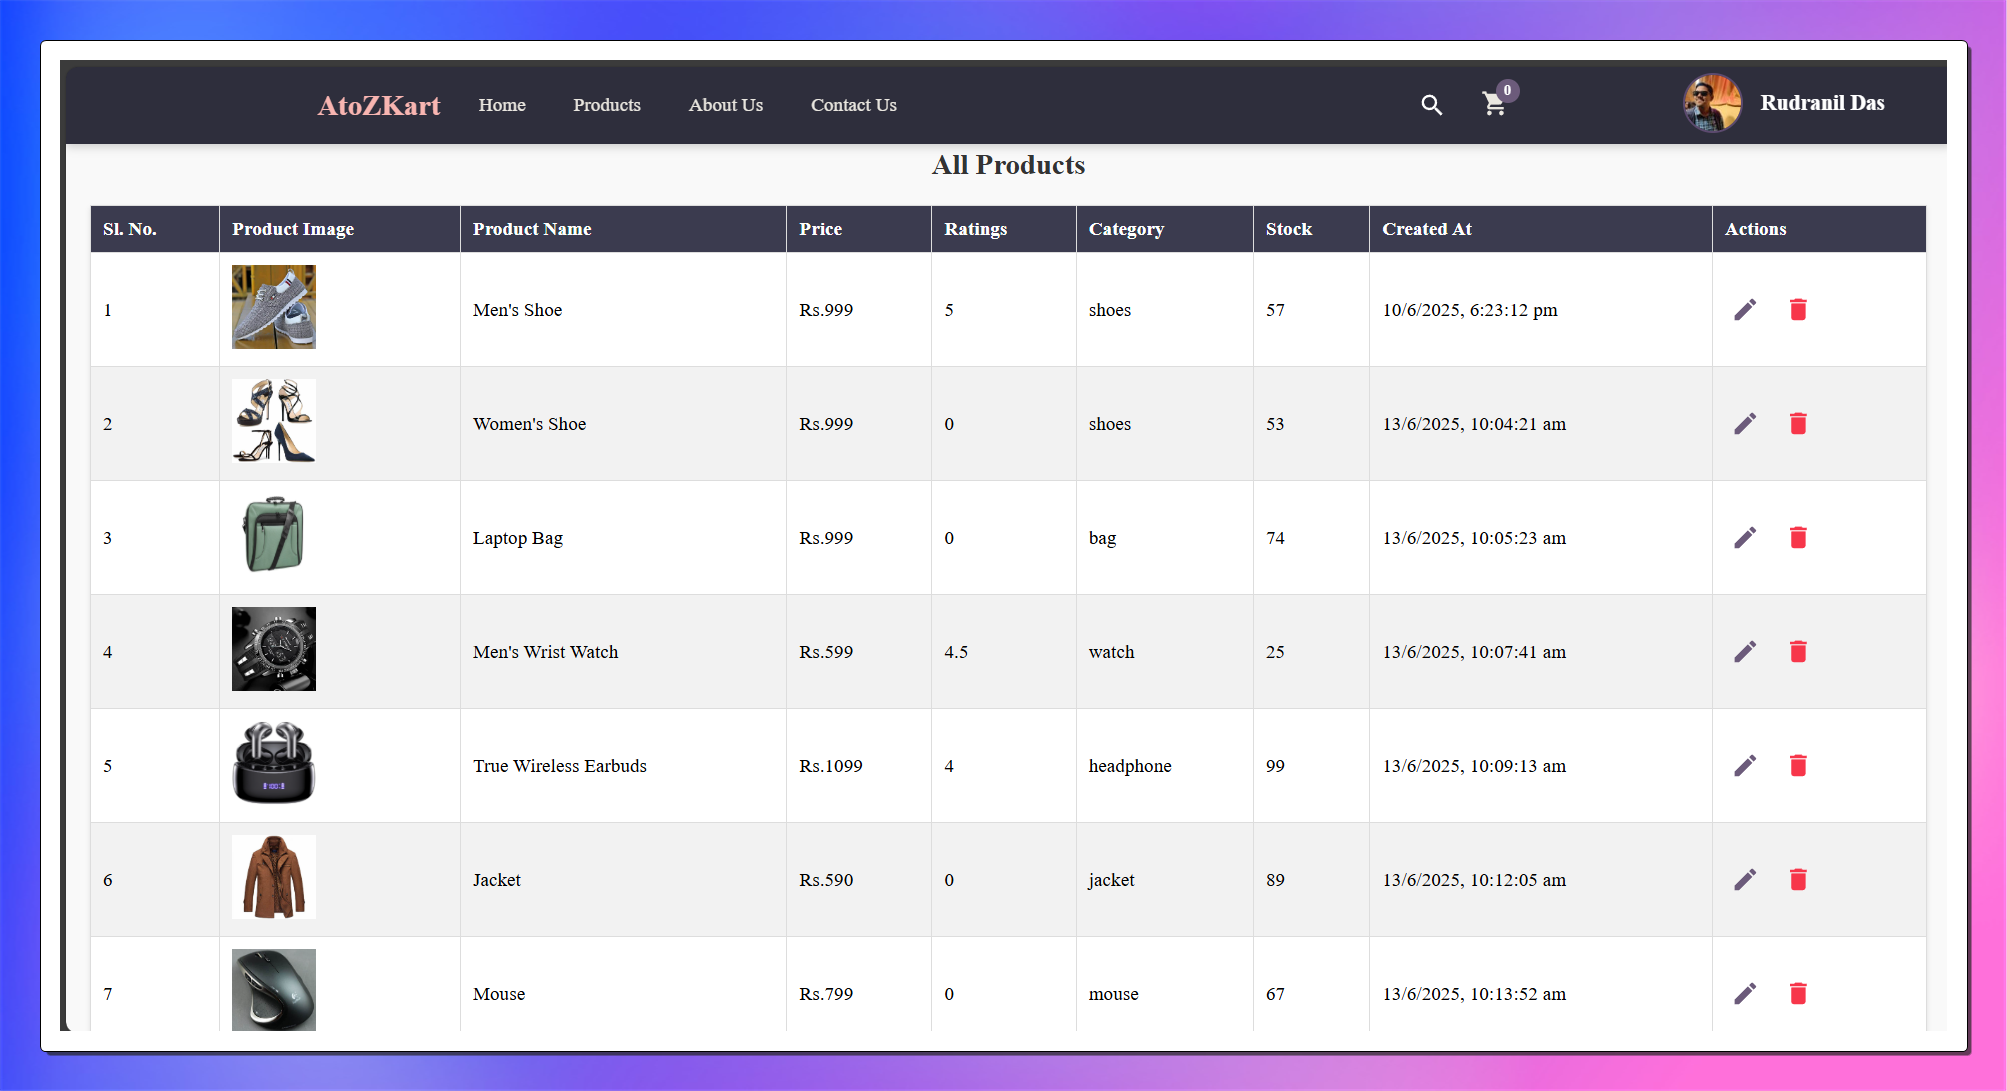 AtoZKart Home Products About Us Contact Us 0 Rudranil Das
All Products
Sl. No. Product Image Product Name Price Ratings Category Stock Created At Actions
1 Men's Shoe Rs.999 5 shoes 57 10/6/2025, 6:23:12 pm
2 Women's Shoe Rs.999 0 shoes 53 13/6/2025, 10:04:21 am
3 Laptop Bag Rs.999 0 bag 74 13/6/2025, 10:05:23 am
4 Men's Wrist Watch Rs.599 4.5 watch 25 13/6/2025, 10:07:41 am
100
5 True Wireless Earbuds Rs.1099 4 headphone 99 13/6/2025, 10:09:13 am
6 Jacket Rs.590 0 jacket 89 13/6/2025, 10:12:05 am
7 Mouse Rs.799 0 mouse 67 13/6/2025, 10:13:52 am